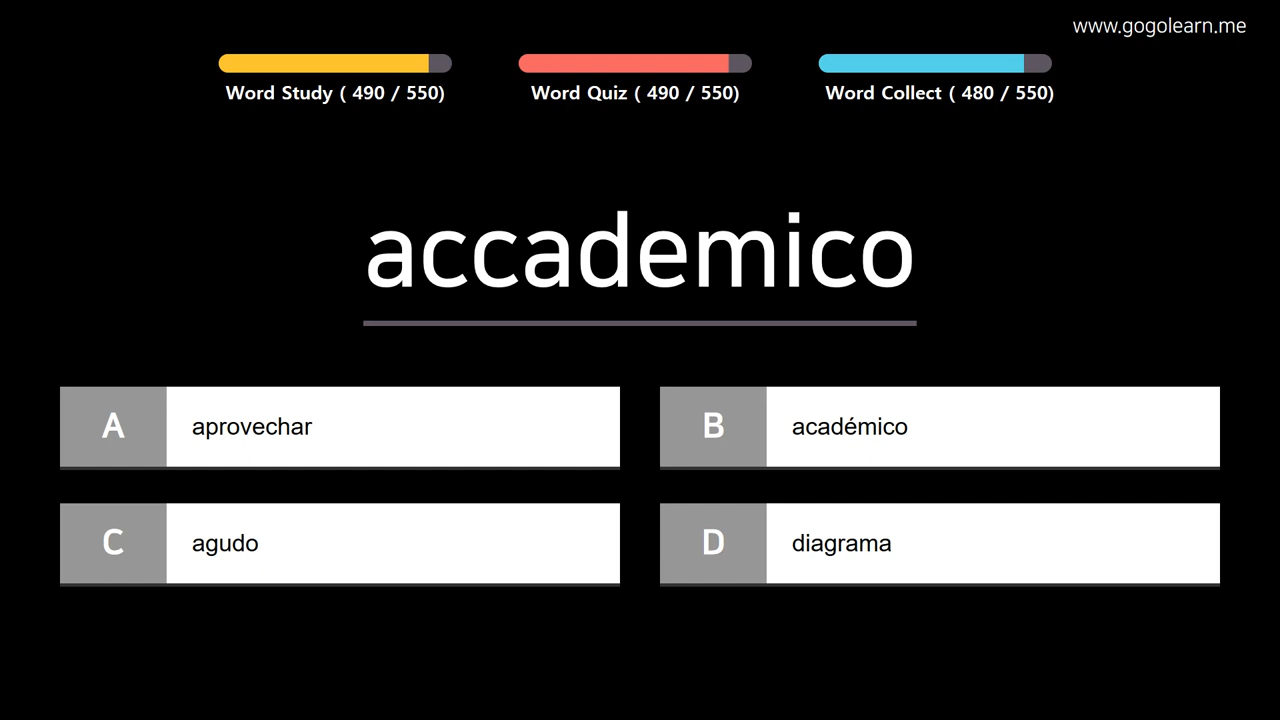 www.gogolearn.me
Word Study ( 490 / 550)
Word Quiz ( 490 / 550)
Word Collect ( 480 / 550)
accademico
A aprovechar
B académico
C agudo
D diagrama